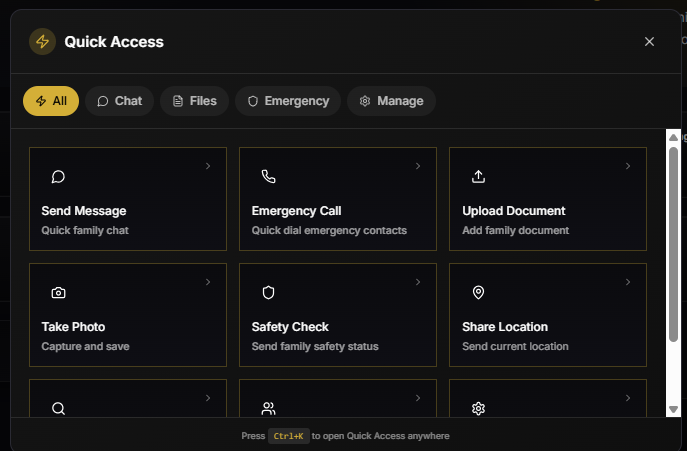 Quick Access
All
Chat
Files
Emergency
Manage
Send Message
Quick family chat
Emergency Call
Quick dial emergency contacts
Upload Document
Add family document
Take Photo
Capture and save
Safety Check
Send family safety status
Share Location
Send current location
Press Ctrl+K to open Quick Access anywhere